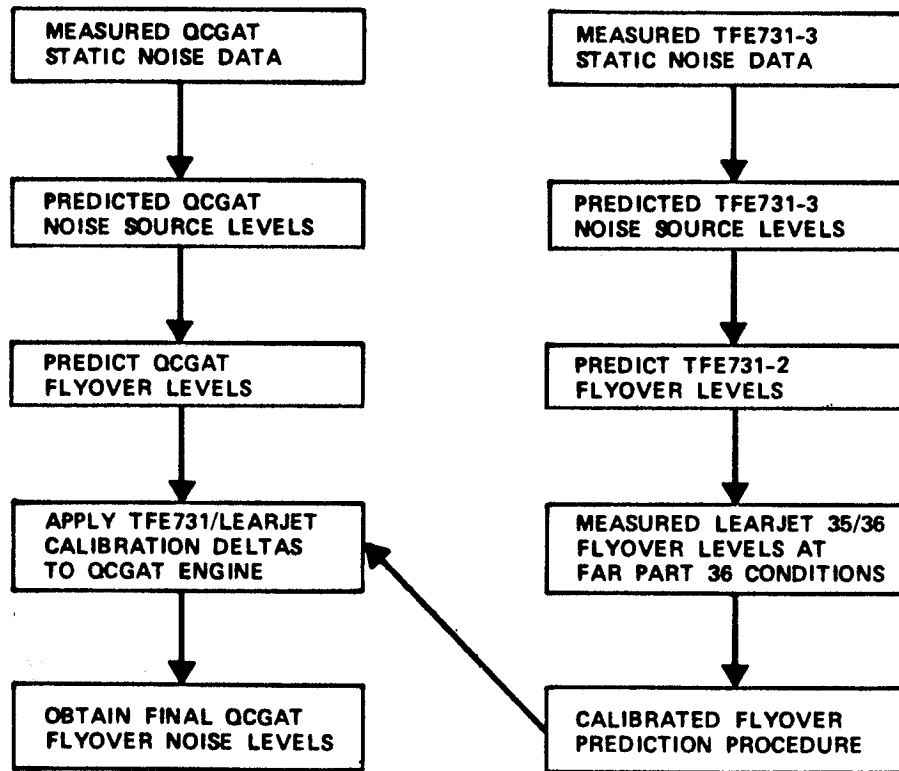 MEASURED QCGAT
STATIC NOISE DATA
PREDICTED QCGAT
NOISE SOURCE LEVELS
PREDICT QCGAT
FLYOVER LEVELS
APPLY TFE731/LEARJET
CALIBRATION DELTAS
TO QCGAT ENGINE
OBTAIN FINAL QCGAT
FLYOVER NOISE LEVELS
MEASURED TFE731-3
STATIC NOISE DATA
PREDICTED TFE731-3
NOISE SOURCE LEVELS
PREDICT TFE731-2
FLYOVER LEVELS
MEASURED LEARJET 35/36
FLYOVER LEVELS AT
FAR PART 36 CONDITIONS
CALIBRATED FLYOVER
PREDICTION PROCEDURE